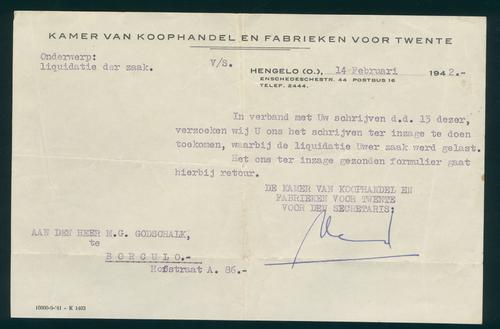 KAMER VAN KOOPHANDEL EN FABRIEKEN VOOR TWENTE
Onderwerp:
liquidatie der zaak.
V/S.
HENGELO (O.), 14 Februari 1942.-
ENSCHEDESCHESTR. 44 POSTBUS 16
TELEF. 2444.
In verband met Uw schrijven d.d. 13 dezer,
verzoeken wij U ons het schrijven ter inzage te doen
toekomen, waarbij de liquidatie Uwer zaak werd gelast.
Het ons ter inzage gezonden formulier gaat
hierbij retour.
DE KAMER VAN KOOPHANDEL EN
FABRIEKEN VOOR TWENTE
VOOR DEN SECRETARIS:
AAN DEN HEER M.G. GODSCHALK,
te
BORCULO.-
Hofstraat A. 86.-
10000-9-'41 - K 1403